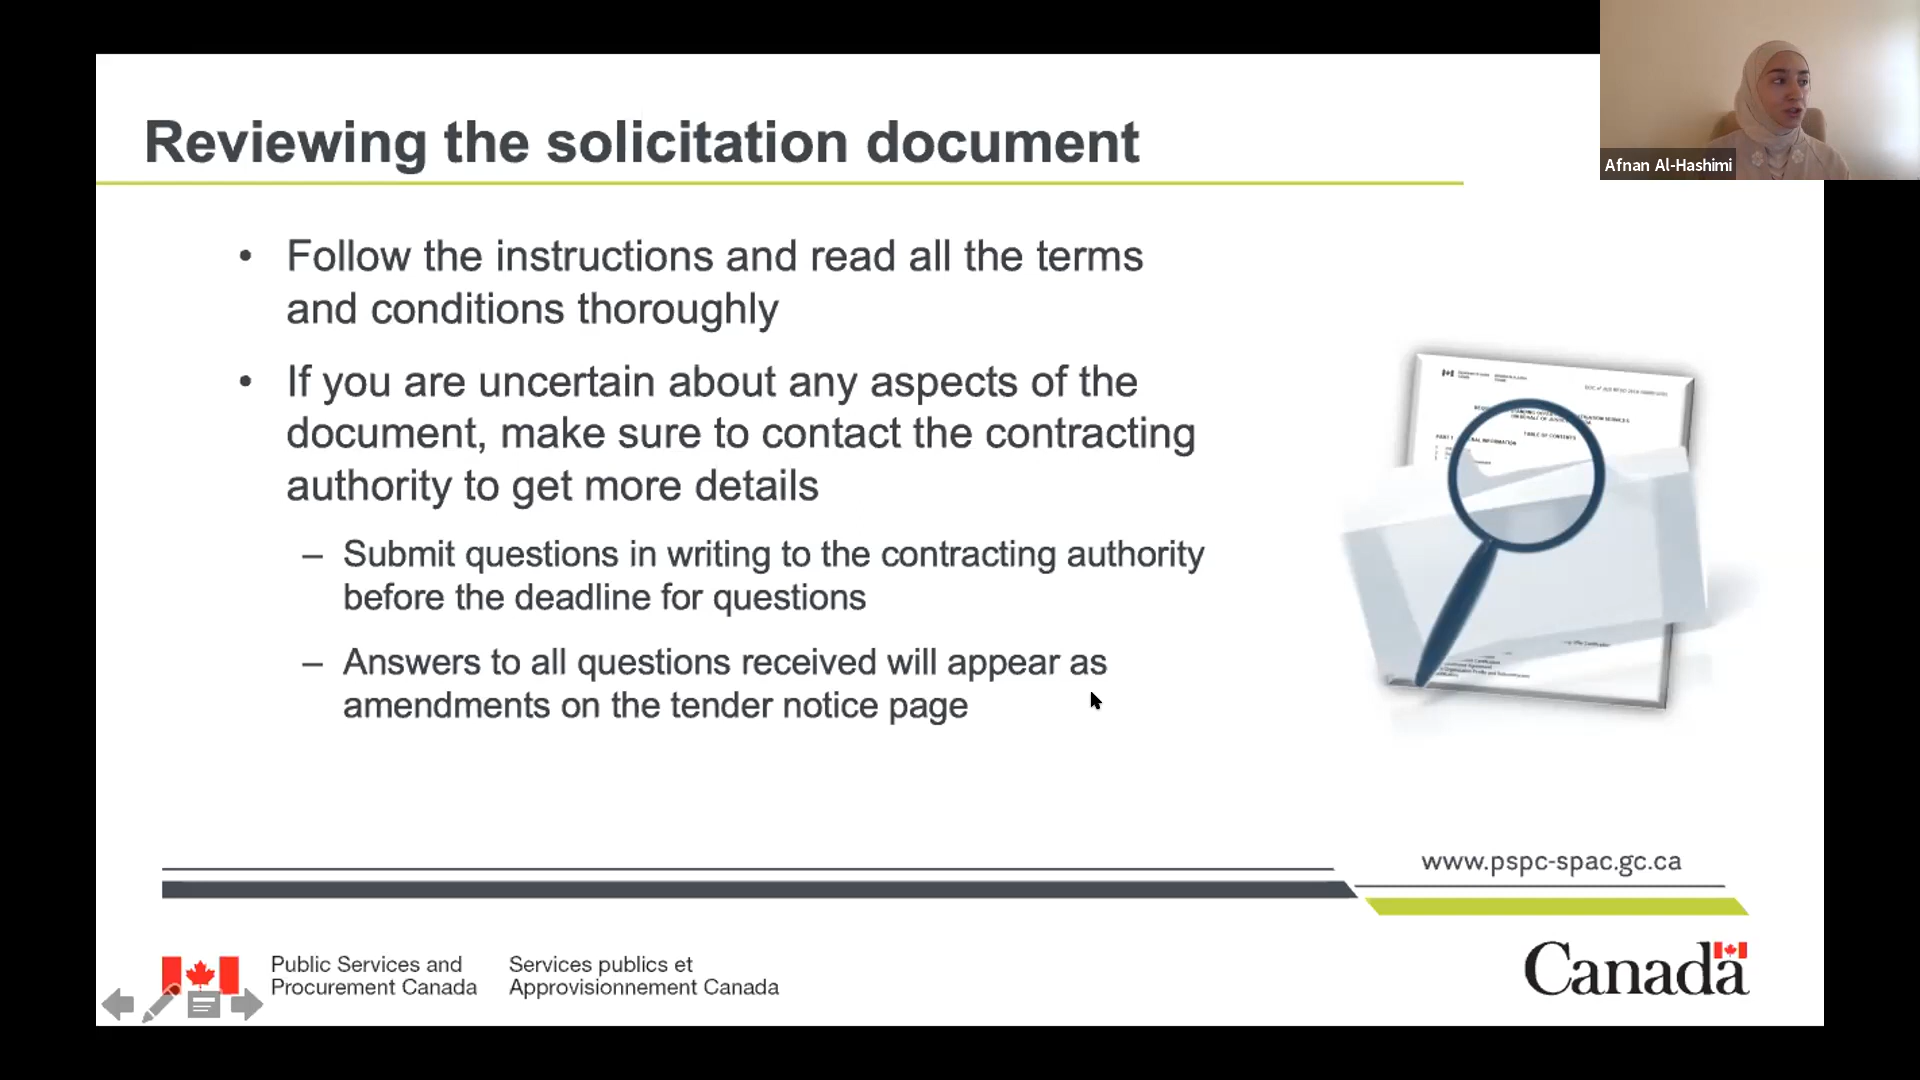 Reviewing the solicitation document
Afnan Al-Hashimi
• Follow the instructions and read all the terms
and conditions thoroughly
• If you are uncertain about any aspects of the
document, make sure to contact the contracting
authority to get more details
– Submit questions in writing to the contracting authority
before the deadline for questions
– Answers to all questions received will appear as
amendments on the tender notice page
TABLE OF CONTENTS
www.pspc-spac.gc.ca
Public Services and
Procurement Canada
Services publics et
Approvisionnement Canada
Canada